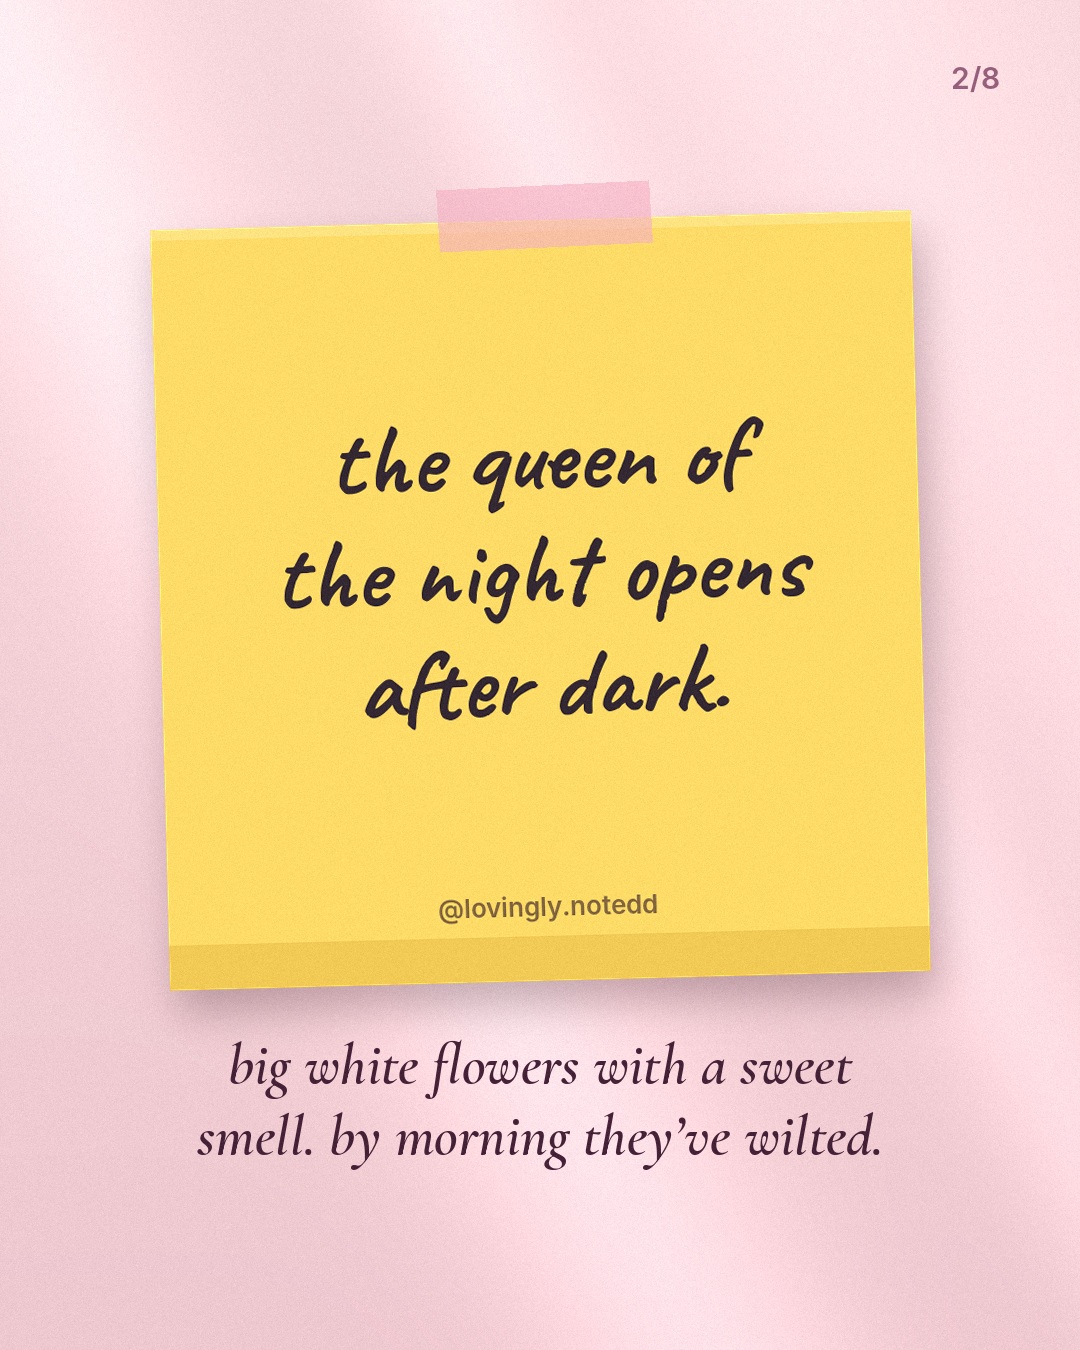 2/8
the queen of
the night opens
after dark.
@lovingly.notedd
big white flowers with a sweet
smell. by morning they’ve wilted.